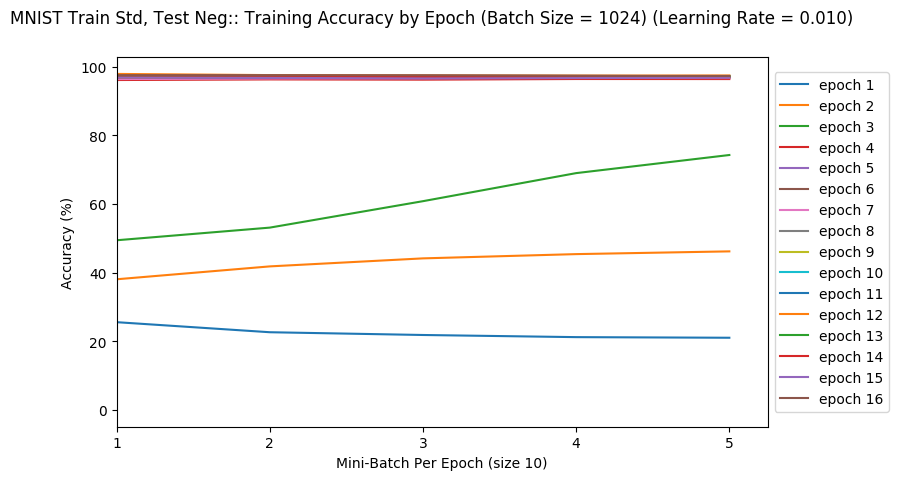 MNIST Train Std, Test Neg:: Training Accuracy by Epoch (Batch Size = 1024) (Learning Rate = 0.010)
100
80
60
40
20
0
Accuracy (%)
1
2
3
4
5
Mini-Batch Per Epoch (size 10)
epoch 1
epoch 2
epoch 3
epoch 4
epoch 5
epoch 6
epoch 7
epoch 8
epoch 9
epoch 10
epoch 11
epoch 12
epoch 13
epoch 14
epoch 15
epoch 16